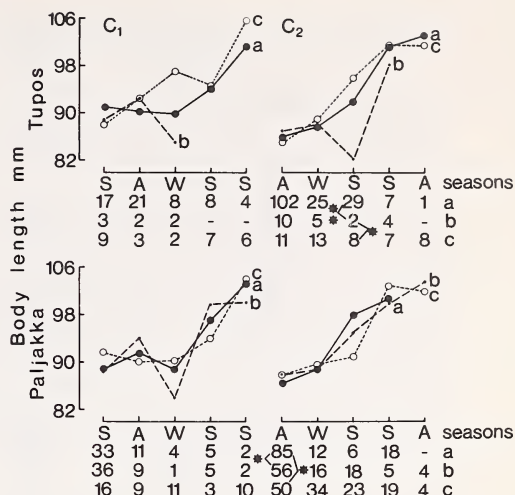 106
C1
C2
c
a
a
c
98
b
90
b
82
Tupos
S A W S S A W S S A seasons
17 21 8 8 4 102 25 * 29 7 1 a
3 2 2 - - 10 5 * 2 4 - b
9 3 2 7 6 11 13 8 * 7 8 c
Body length mm
106
c
a
b
b
c
a
98
90
82
Paljakka
S A W S S A W S S A seasons
33 11 4 5 2 * 85 12 6 18 - a
36 9 1 5 2 56 * 16 18 5 4 b
16 9 11 3 10 50 34 23 19 4 c